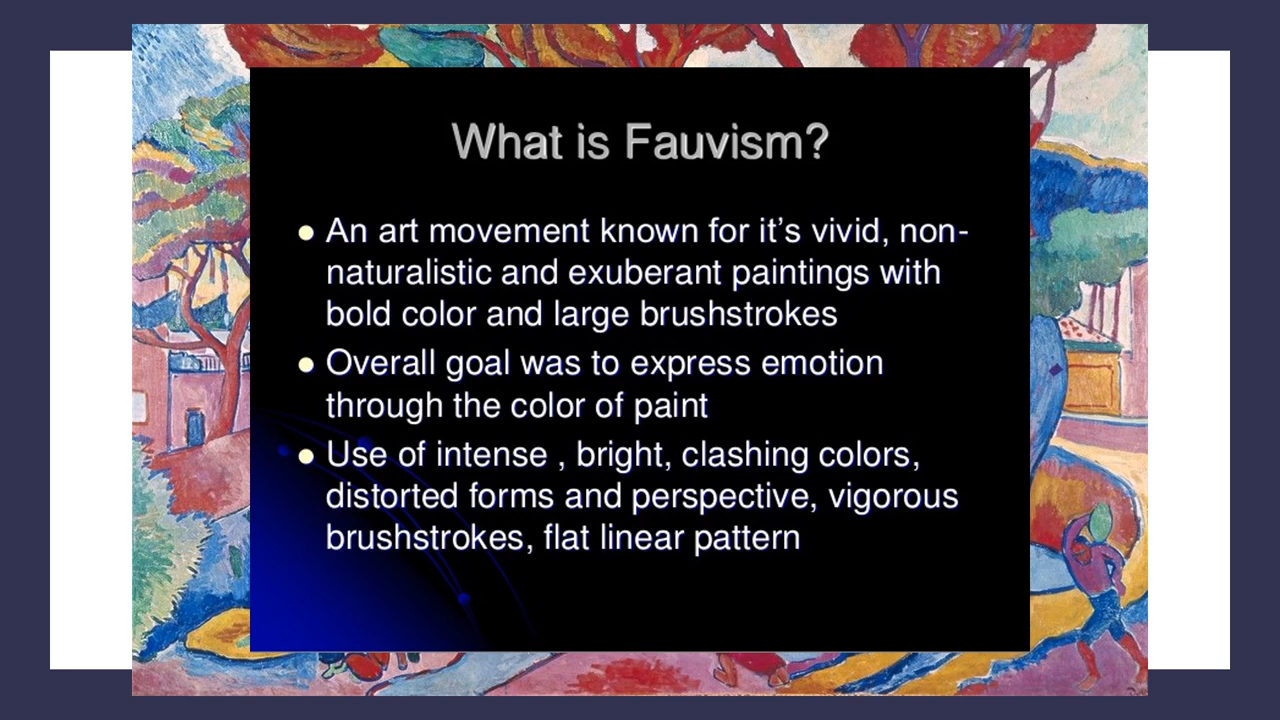 What is Fauvism?
● An art movement known for it’s vivid, non-
naturalistic and exuberant paintings with
bold color and large brushstrokes
● Overall goal was to express emotion
through the color of paint
● Use of intense , bright, clashing colors,
distorted forms and perspective, vigorous
brushstrokes, flat linear pattern